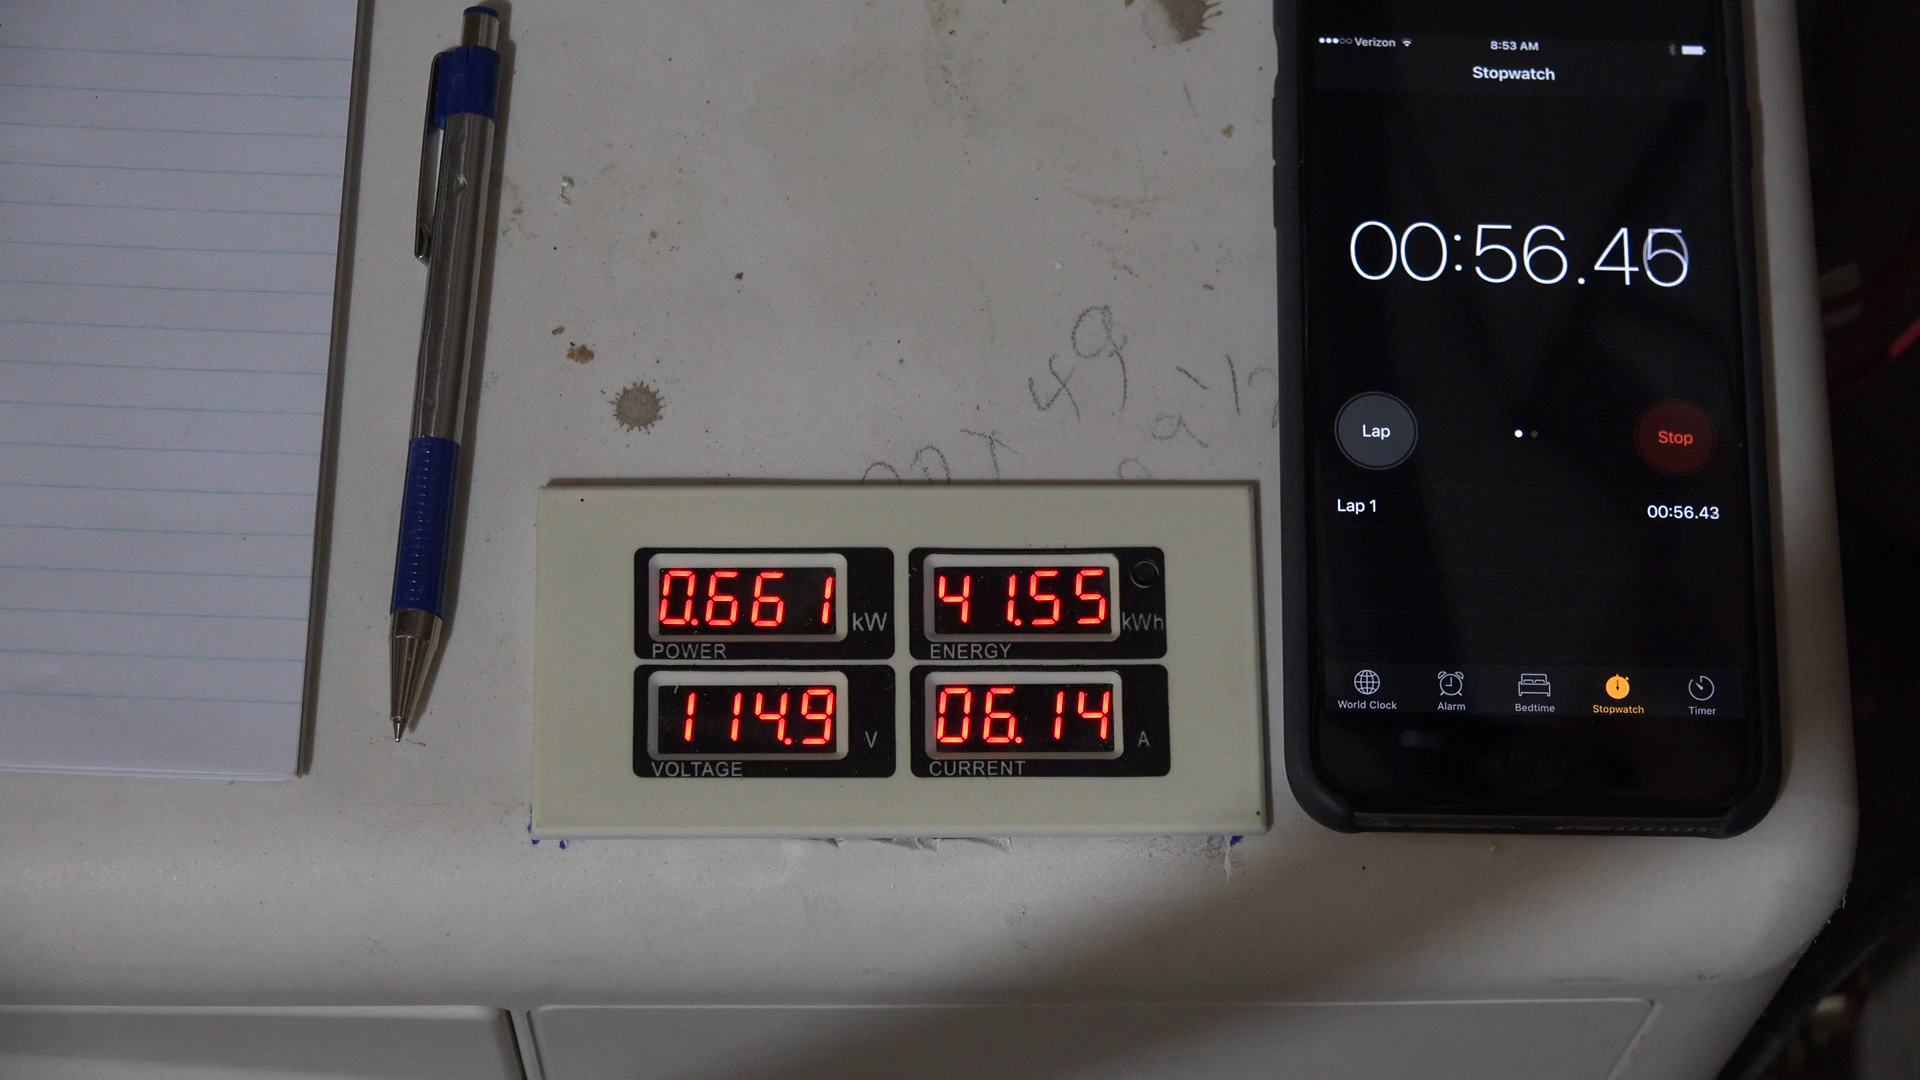 Verizon 8:53 AM
Stopwatch
00:56.45
Lap Stop
Lap 1 00:56.43
World Clock Alarm Bedtime Stopwatch Timer
49
0.661 kW
POWER
41.55 kWh
ENERGY
114.9 V
VOLTAGE
06.14 A
CURRENT